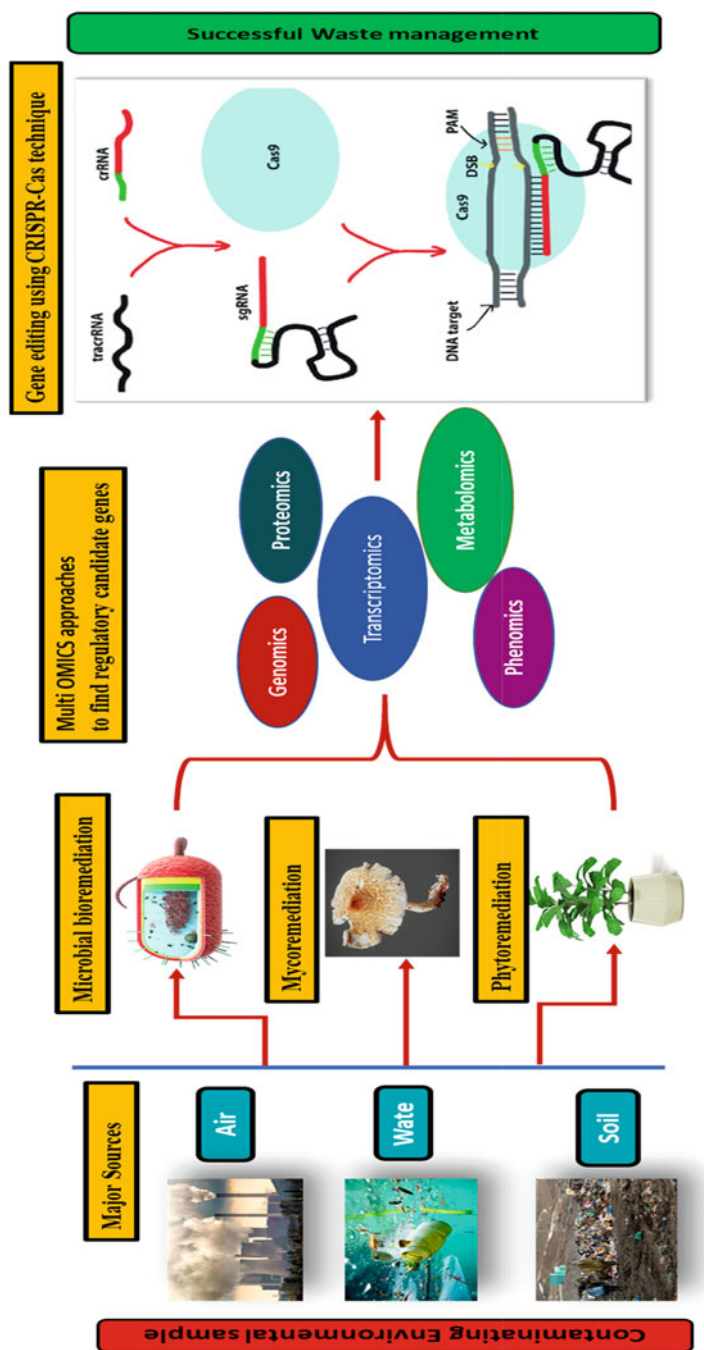 Contaminating Environmental sample
Major Sources
Air
Wate
Soil
Microbial bioremediation
Mycoremediation
Phytoremediation
Multi OMICS approaches
to find regulatory candidate genes
Genomics
Proteomics
Transcriptomics
Metabolomics
Phenomics
Gene editing using CRISPR-Cas technique
tracrRNA
crRNA
sgRNA
Cas9
DNA target
Cas9
DSB
PAM
Successful Waste management